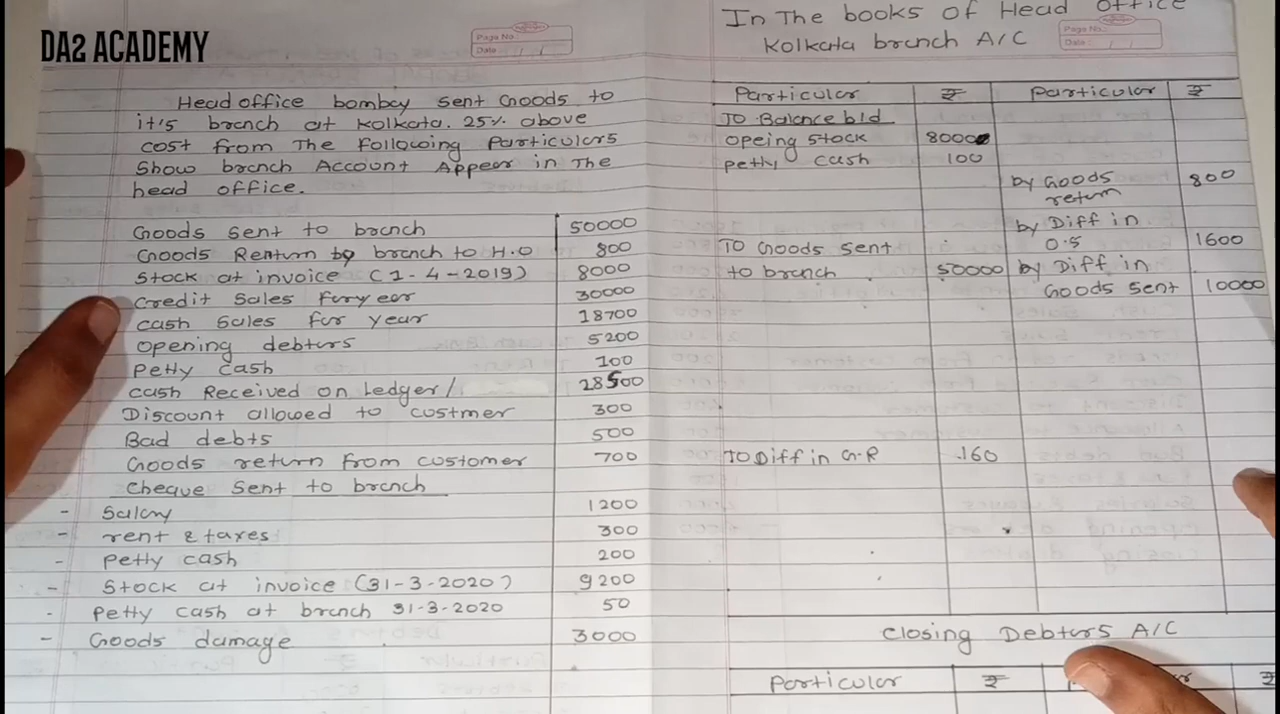 DA2 ACADEMY
Page No.
Date
Head office bombay sent Goods to
it's branch at Kolkata. 25% above
cost from The Following Particulars
Show branch Account Appear in The
head office.
Goods sent to branch 50000
Goods Renturn by branch to H.O 800
Stock at invoice (1-4-2019) 8000
Credit Sales for year 30000
cash sales for year 18700
opening debturs 5200
Petty cash 100
cash Received on Ledger/ 28500
Discount allowed to custmer 300
Bad debts 500
Goods return from customer 700
Cheque sent to branch
- Salary 1200
- rent & taxes 300
- Petty cash 200
- Stock at invoice (31-3-2020) 9200
- Petty cash at branch 31-3-2020 50
- Goods damage 3000
In The books of Head office
Kolkata branch A/C
Page No.:
Date:
Particular ₹ Particular ₹
TO Balance b/d
opeing stock 8000
petty cash 100
by Goods 800
return
by Diff in
O.S 1600
TO Goods sent
to branch 50000 by Diff in
Goods sent 10000
TO Diff in G.R 160
Closing Debturs A/C
Particular ₹ ₹